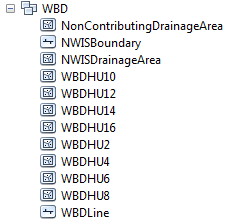 WBD
NonContributingDrainageArea
NWISBoundary
NWISDrainageArea
WBDHU10
WBDHU12
WBDHU14
WBDHU16
WBDHU2
WBDHU4
WBDHU6
WBDHU8
WBDLine